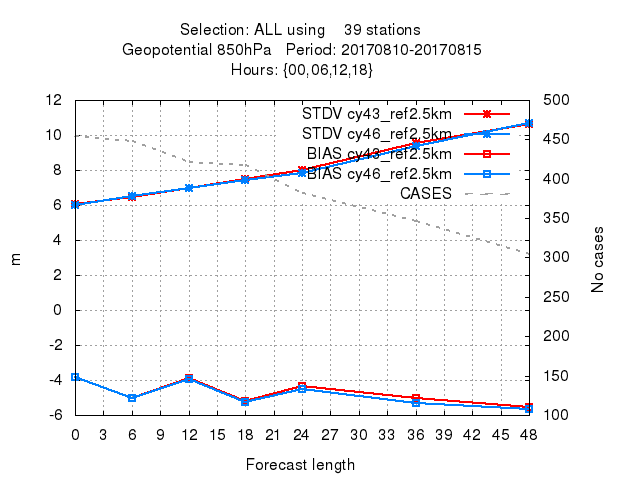 Selection: ALL using 39 stations
Geopotential 850hPa Period: 20170810-20170815
Hours: {00,06,12,18}
STDV cy43_ref2.5km
STDV cy46_ref2.5km
BIAS cy43_ref2.5km
BIAS cy46_ref2.5km
CASES
12
10
8
6
4
2
0
-2
-4
-6
m
500
450
400
350
300
250
200
150
100
No cases
0 3 6 9 12 15 18 21 24 27 30 33 36 39 42 45 48
Forecast length